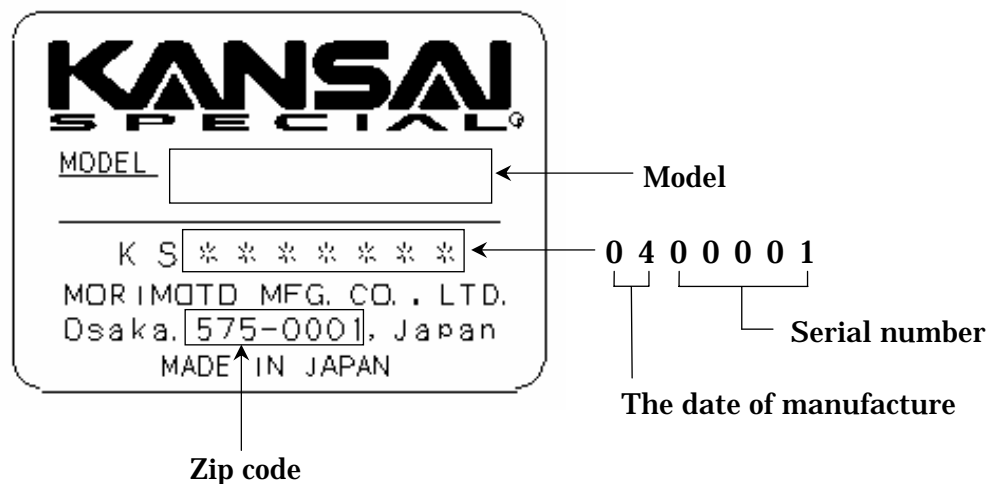 KANSAI
SPECIAL
MODEL
Model
K S * * * * * * *
0 4 0 0 0 0 1
MORIMOTO MFG. CO., LTD.
Osaka, 575-0001, Japan
Serial number
MADE IN JAPAN
The date of manufacture
Zip code